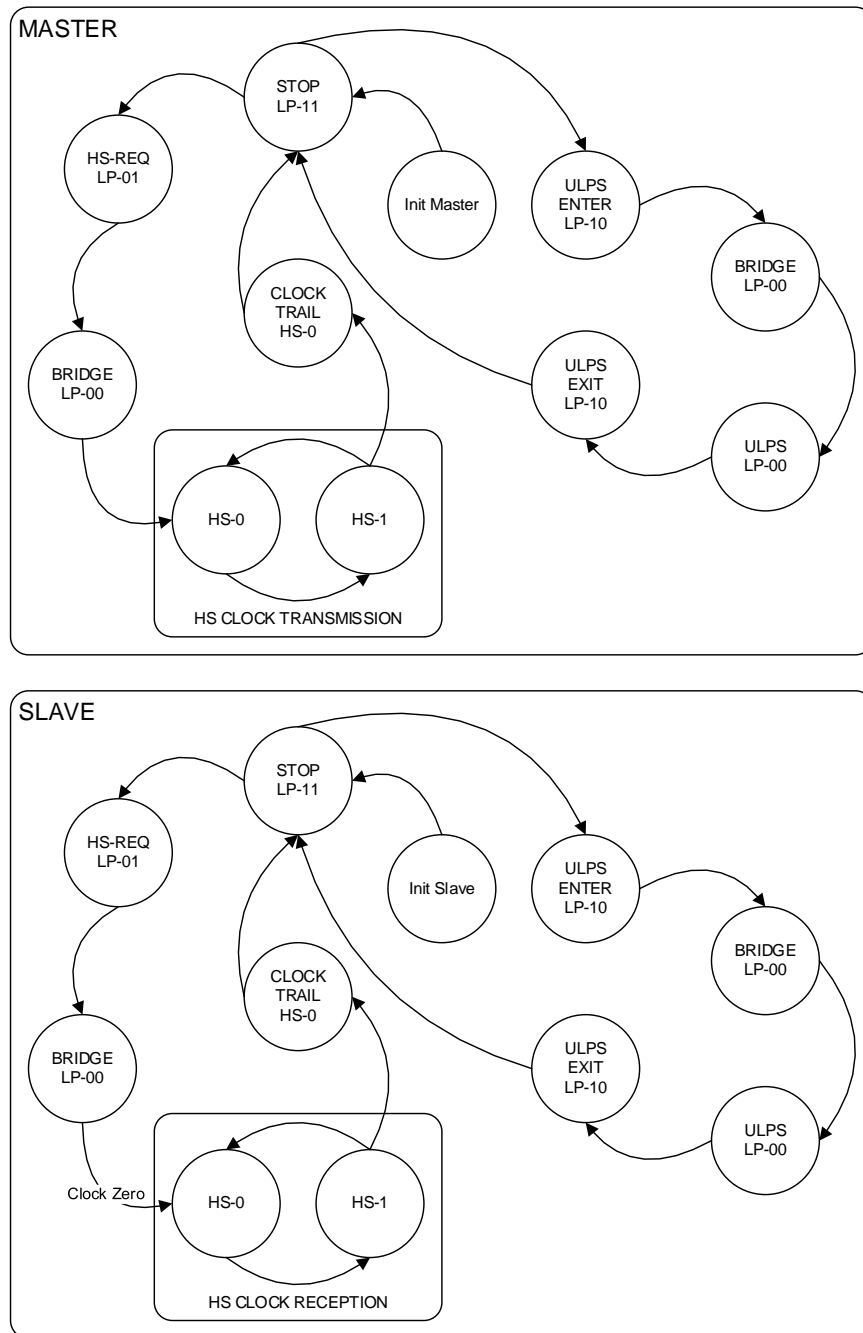 MASTER
STOP
LP-11
HS-REQ
LP-01
Init Master
ULPS
ENTER
LP-10
BRIDGE
LP-00
CLOCK
TRAIL
HS-0
BRIDGE
LP-00
ULPS
EXIT
LP-10
ULPS
LP-00
HS-0
HS-1
HS CLOCK TRANSMISSION
SLAVE
STOP
LP-11
HS-REQ
LP-01
Init Slave
ULPS
ENTER
LP-10
BRIDGE
LP-00
CLOCK
TRAIL
HS-0
BRIDGE
LP-00
ULPS
EXIT
LP-10
ULPS
LP-00
Clock Zero
HS-0
HS-1
HS CLOCK RECEPTION